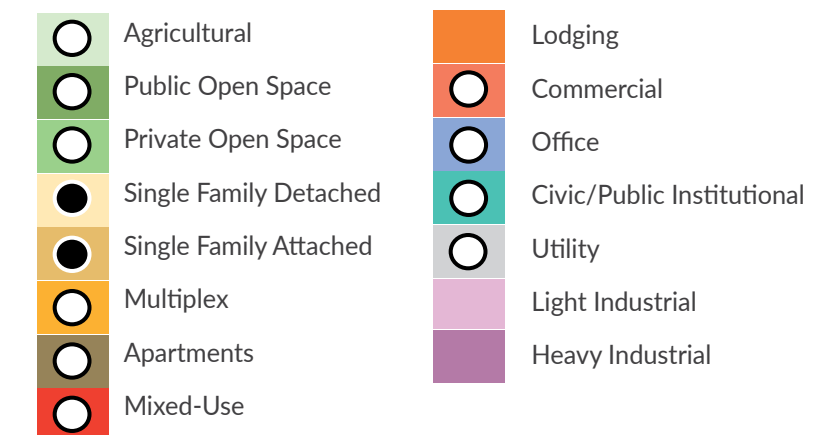 Agricultural
Public Open Space
Private Open Space
Single Family Detached
Single Family Attached
Multiplex
Apartments
Mixed-Use
Lodging
Commercial
Office
Civic/Public Institutional
Utility
Light Industrial
Heavy Industrial